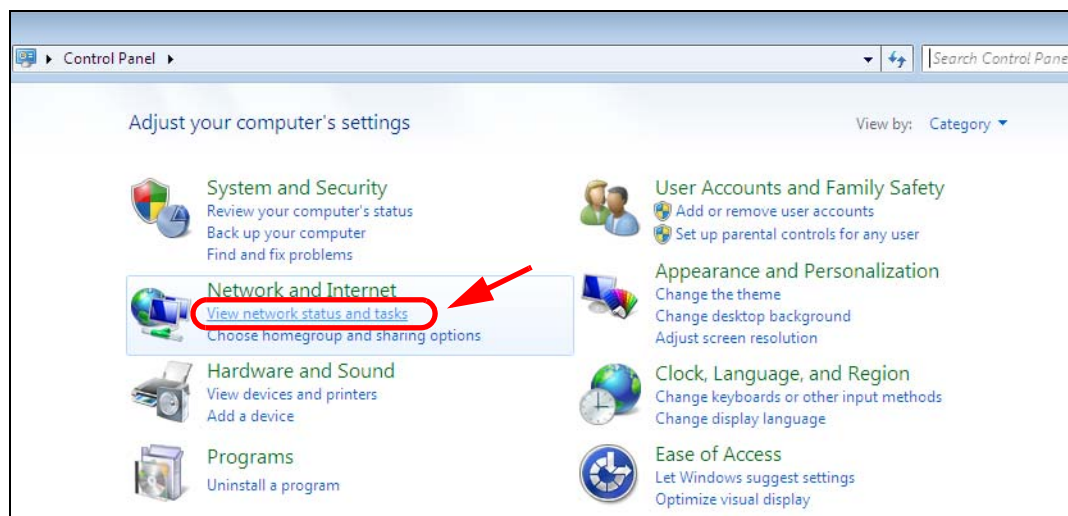 Control Panel
Search Control Pane
Adjust your computer's settings
View by: Category
System and Security
Review your computer's status
Back up your computer
Find and fix problems
Network and Internet
View network status and tasks
Choose homegroup and sharing options
Hardware and Sound
View devices and printers
Add a device
Programs
Uninstall a program
User Accounts and Family Safety
Add or remove user accounts
Set up parental controls for any user
Appearance and Personalization
Change the theme
Change desktop background
Adjust screen resolution
Clock, Language, and Region
Change keyboards or other input methods
Change display language
Ease of Access
Let Windows suggest settings
Optimize visual display